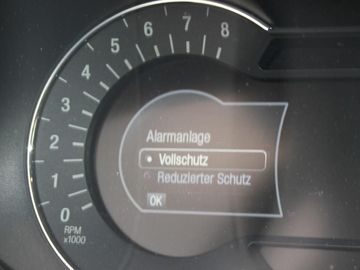 8
7
6
5
4
3
2
1
0
RPM
x1000
Alarmanlage
Vollschutz
Reduzierter Schutz
OK